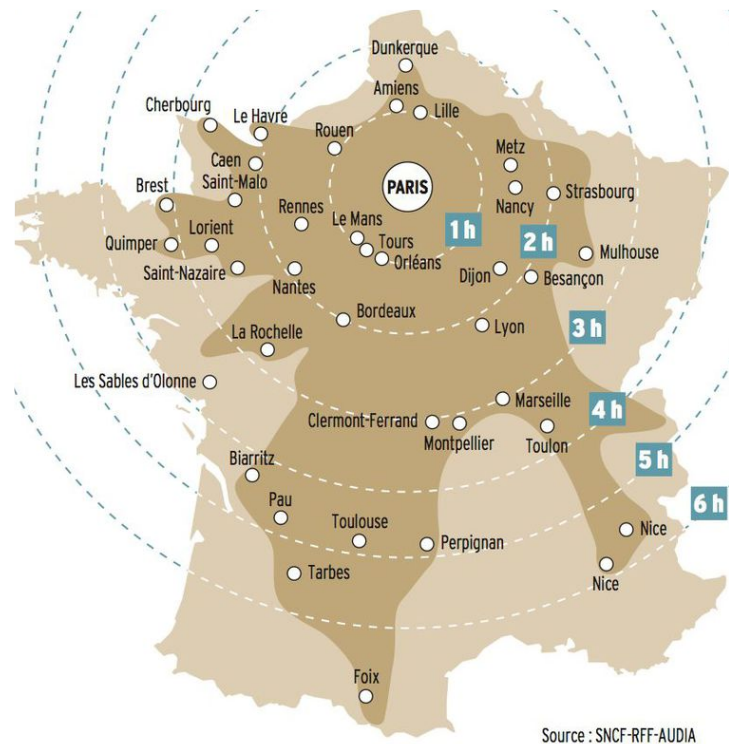 Dunkerque
Amiens
Cherbourg
Le Havre
Lille
Rouen
Metz
Caen
Brest
Saint-Malo
PARIS
Nancy
Strasbourg
Rennes
Le Mans
1 h
2 h
Quimper
Lorient
Tours
Mulhouse
Saint-Nazaire
Orléans
Nantes
Dijon
Besançon
Bordeaux
Lyon
3 h
La Rochelle
Les Sables d'Olonne
Marseille
4 h
Clermont-Ferrand
Montpellier
Toulon
Biarritz
5 h
Pau
6 h
Toulouse
Perpignan
Nice
Tarbes
Nice
Foix
Source : SNCF-RFF-AUDIA